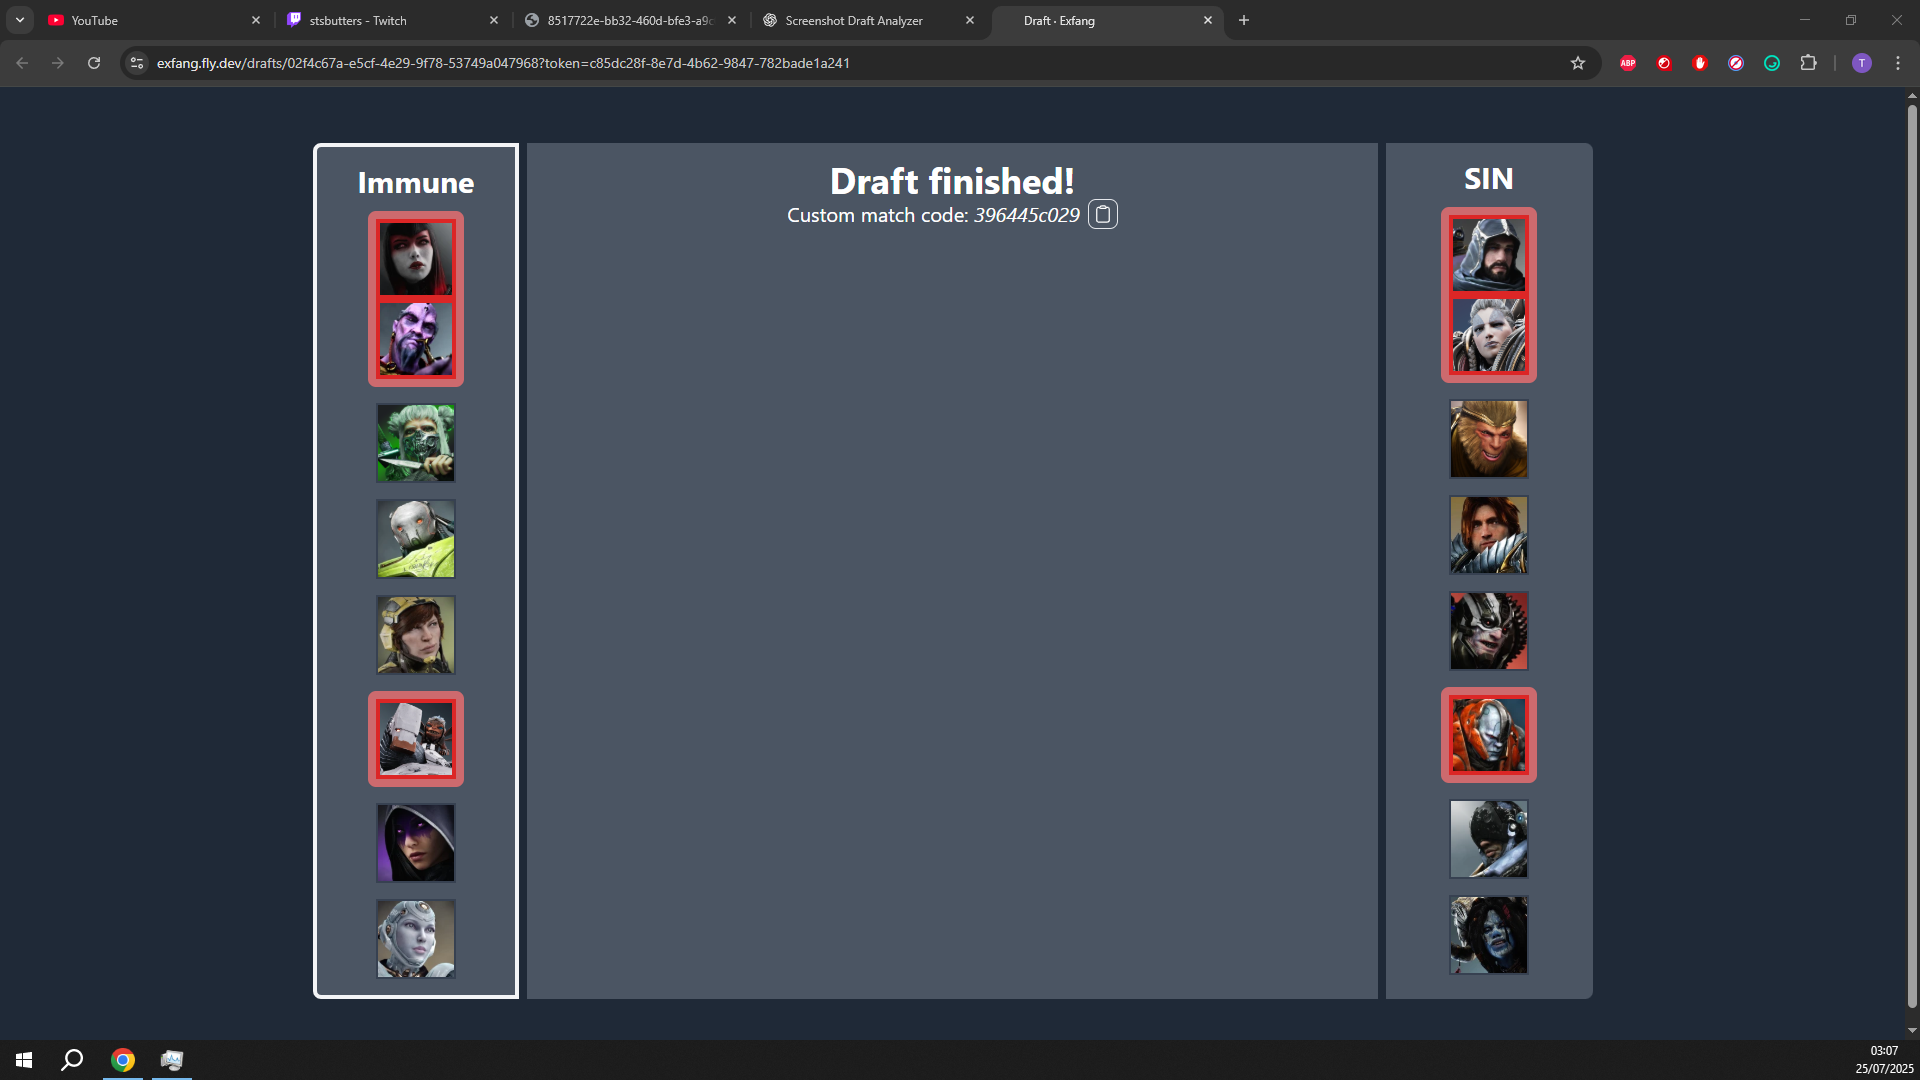 YouTube
stsbutters - Twitch
8517722e-bb32-460d-bfe3-a9c
Screenshot Draft Analyzer
Draft · Exfang
exfang.fly.dev/drafts/02f4c67a-e5cf-4e29-9f78-53749a047968?token=c85dc28f-8e7d-4b62-9847-782bade1a241
ABP
T
Immune
Draft finished!
Custom match code: 396445c029
SIN
03:07
25/07/2025